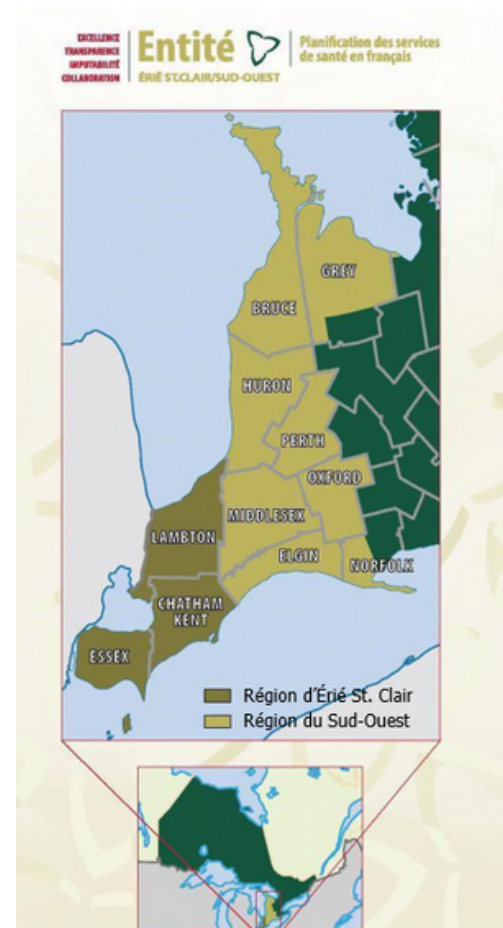 EXCELLENCE
TRANSPARENCE
IMPUTABILITÉ
COLLABORATION
Entité
ÉRIÉ ST.CLAIR/SUD-OUEST
Planification des services
de santé en français
GREY
BRUCE
HURON
PERTH
OXFORD
MIDDLESEX
LAMBTON
ELGIN
NORFOLK
CHATHAM
KENT
ESSEX
Région d'Érié St. Clair
Région du Sud-Ouest